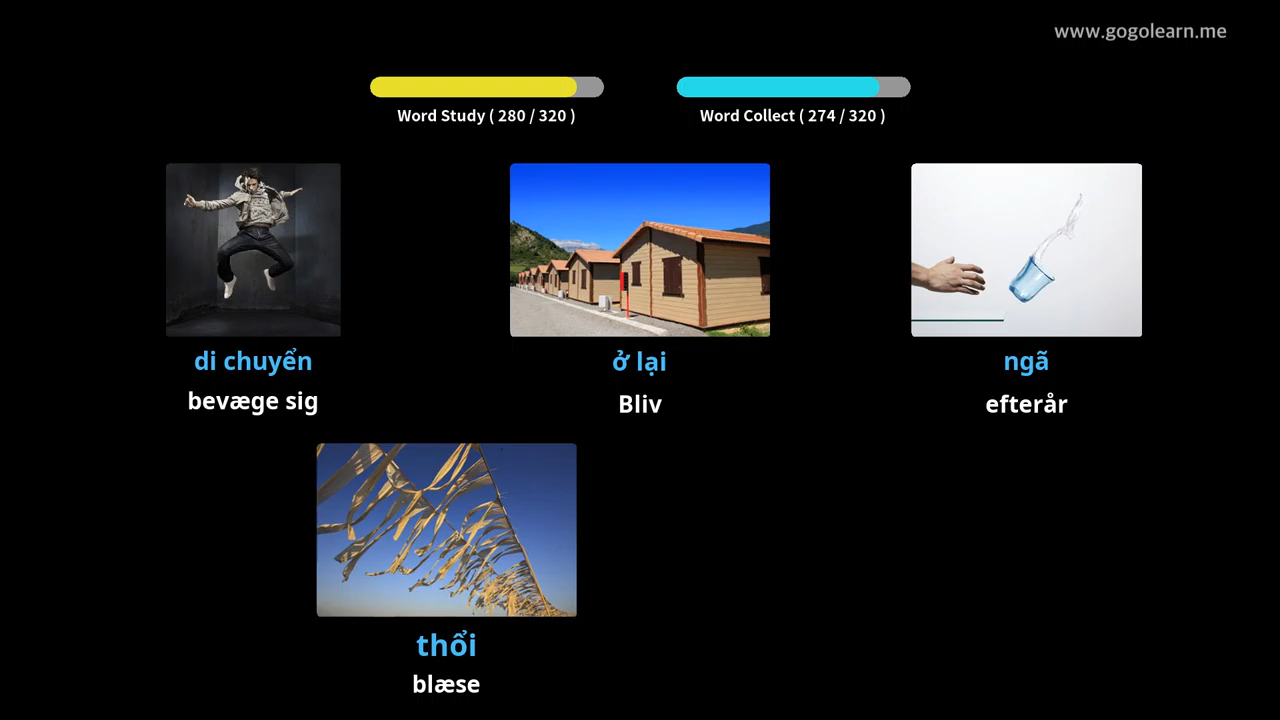 www.gogolearn.me
Word Study ( 280 / 320 )
Word Collect ( 274 / 320 )
di chuyển
bevæge sig
ở lại
Bliv
ngã
efterår
thổi
blæse